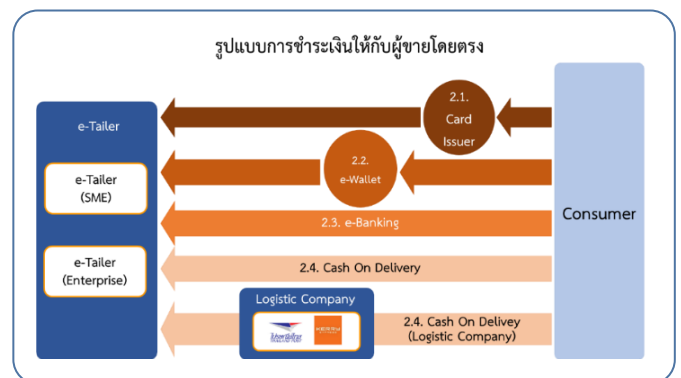 รูปแบบการชำระเงินให้กับผู้ขายโดยตรง
e-Tailer
e-Tailer
(SME)
e-Tailer
(Enterprise)
2.1.
Card
Issuer
2.2.
e-Wallet
2.3. e-Banking
2.4. Cash On Delivery
Logistic Company
2.4. Cash On Delivey
(Logistic Company)
Consumer